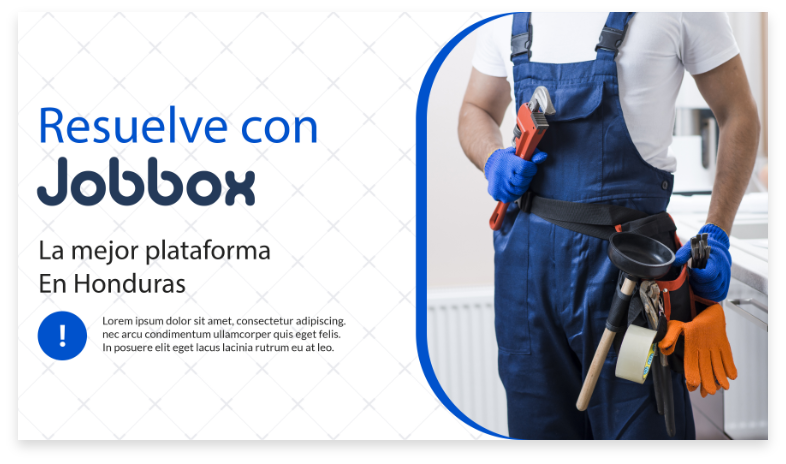 Resuelve con
Jobbox
La mejor plataforma
En Honduras
!
Lorem ipsum dolor sit amet, consectetur adipiscing.
nec arcu condimentum ullamcorper quis eget felis.
In posuere elit eget lacus lacinia rutrum eu at leo.